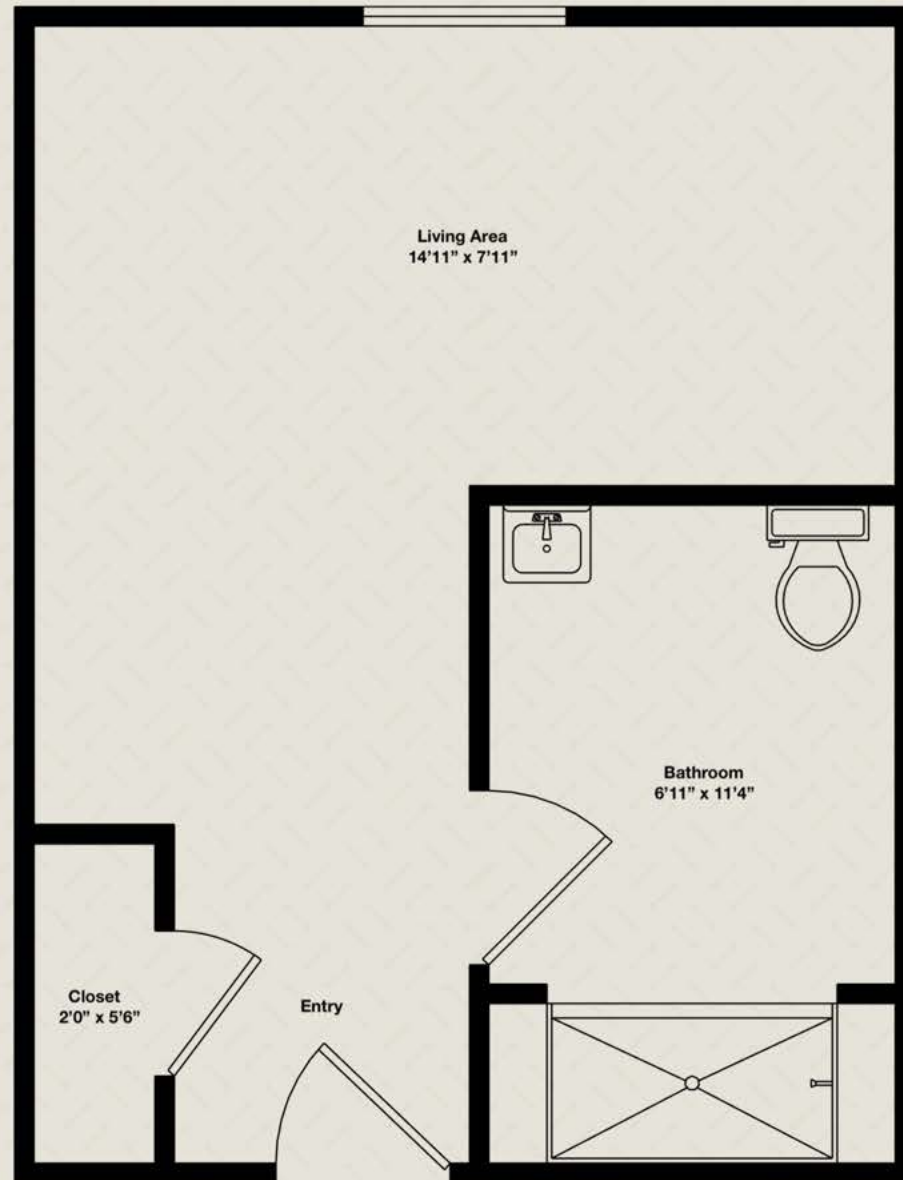 Living Area
14’11” x 7’11”
Bathroom
6’11” x 11’4”
Closet
2’0” x 5’6”
Entry